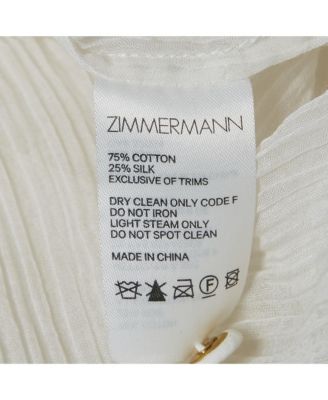 ZIMMERMANN
75% COTTON
25% SILK
EXCLUSIVE OF TRIMS
DRY CLEAN ONLY CODE F
DO NOT IRON
LIGHT STEAM ONLY
DO NOT SPOT CLEAN
MADE IN CHINA
F